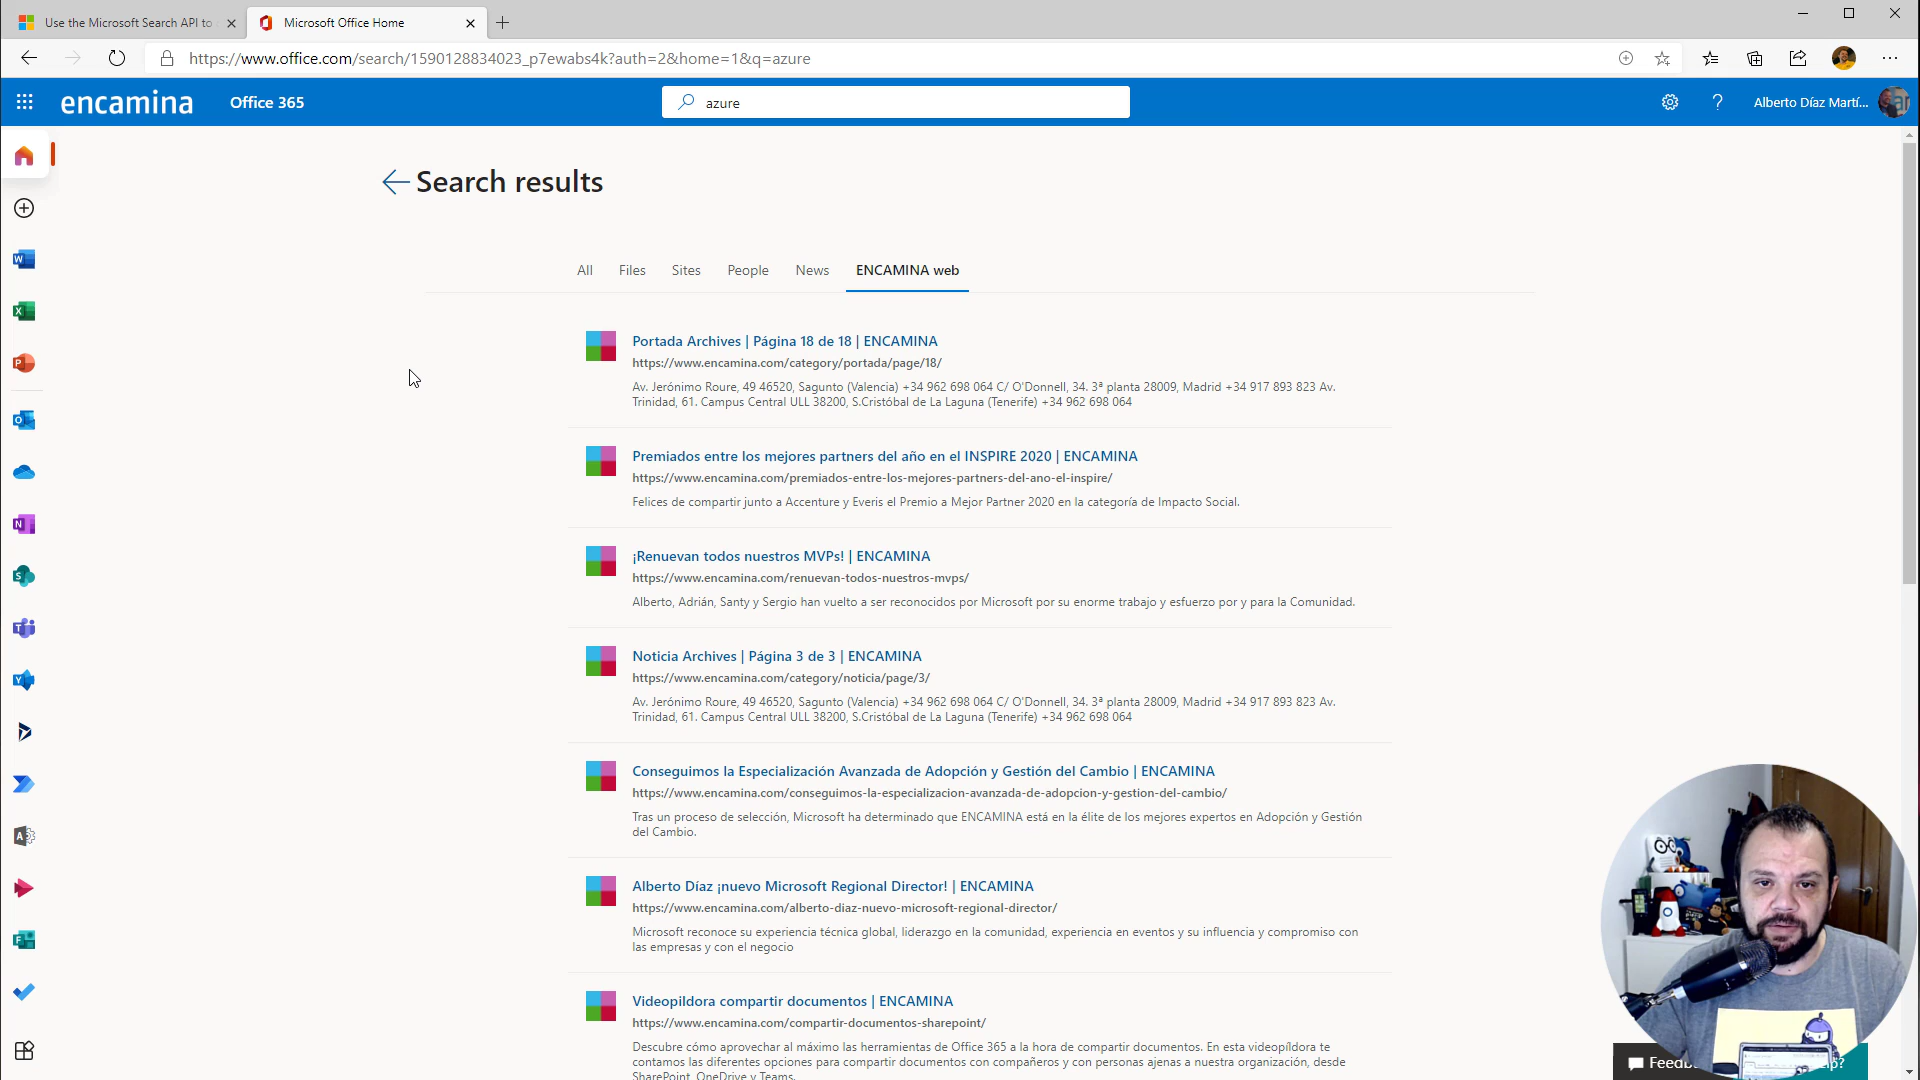 Use the Microsoft Search API to
Microsoft Office Home
https://www.office.com/search/1590128834023_p7ewabs4k?auth=2&home=1&q=azure
encamina
Office 365
azure
?
Alberto Díaz Martí...
Search results
All
Files
Sites
People
News
ENCAMINA web
Portada Archives | Página 18 de 18 | ENCAMINA
https://www.encamina.com/category/portada/page/18/
Av. Jerónimo Roure, 49 46520, Sagunto (Valencia) +34 962 698 064 C/ O'Donnell, 34. 3ª planta 28009, Madrid +34 917 893 823 Av.
Trinidad, 61. Campus Central ULL 38200, S.Cristóbal de La Laguna (Tenerife) +34 962 698 064
Premiados entre los mejores partners del año en el INSPIRE 2020 | ENCAMINA
https://www.encamina.com/premiados-entre-los-mejores-partners-del-ano-el-inspire/
Felices de compartir junto a Accenture y Everis el Premio a Mejor Partner 2020 en la categoría de Impacto Social.
¡Renuevan todos nuestros MVPs! | ENCAMINA
https://www.encamina.com/renuevan-todos-nuestros-mvps/
Alberto, Adrián, Santy y Sergio han vuelto a ser reconocidos por Microsoft por su enorme trabajo y esfuerzo por y para la Comunidad.
Noticia Archives | Página 3 de 3 | ENCAMINA
https://www.encamina.com/category/noticia/page/3/
Av. Jerónimo Roure, 49 46520, Sagunto (Valencia) +34 962 698 064 C/ O'Donnell, 34. 3ª planta 28009, Madrid +34 917 893 823 Av.
Trinidad, 61. Campus Central ULL 38200, S.Cristóbal de La Laguna (Tenerife) +34 962 698 064
Conseguimos la Especialización Avanzada de Adopción y Gestión del Cambio | ENCAMINA
https://www.encamina.com/conseguimos-la-especializacion-avanzada-de-adopcion-y-gestion-del-cambio/
Tras un proceso de selección, Microsoft ha determinado que ENCAMINA está en la élite de los mejores expertos en Adopción y Gestión
del Cambio.
Alberto Díaz ¡nuevo Microsoft Regional Director! | ENCAMINA
https://www.encamina.com/alberto-diaz-nuevo-microsoft-regional-director/
Microsoft reconoce su experiencia técnica global, liderazgo en la comunidad, experiencia en eventos y su influencia y compromiso con
las empresas y con el negocio
Videopildora compartir documentos | ENCAMINA
https://www.encamina.com/compartir-documentos-sharepoint/
Descubre cómo aprovechar al máximo las herramientas de Office 365 a la hora de compartir documentos. En esta videopíldora te
contamos las diferentes opciones para compartir documentos con compañeros y con personas ajenas a nuestra organización, desde
SharePoint, OneDrive y Teams.